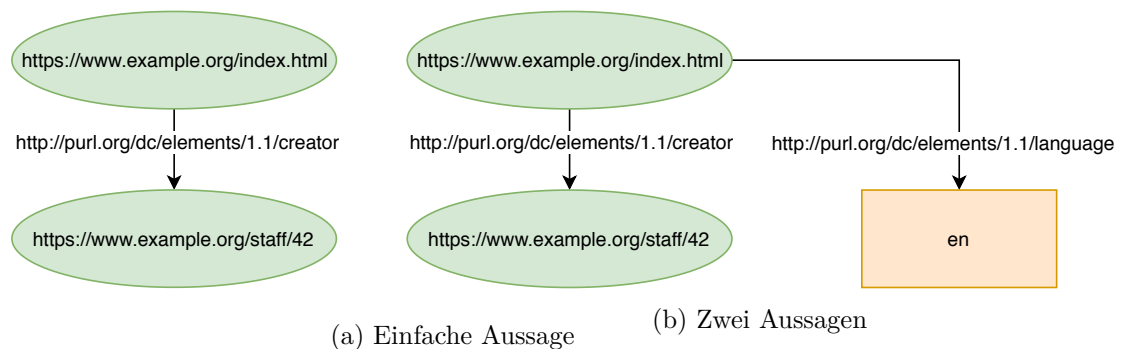 https://www.example.org/index.html
http://purl.org/dc/elements/1.1/creator
https://www.example.org/staff/42
(a) Einfache Aussage
https://www.example.org/index.html
http://purl.org/dc/elements/1.1/creator
http://purl.org/dc/elements/1.1/language
https://www.example.org/staff/42
en
(b) Zwei Aussagen